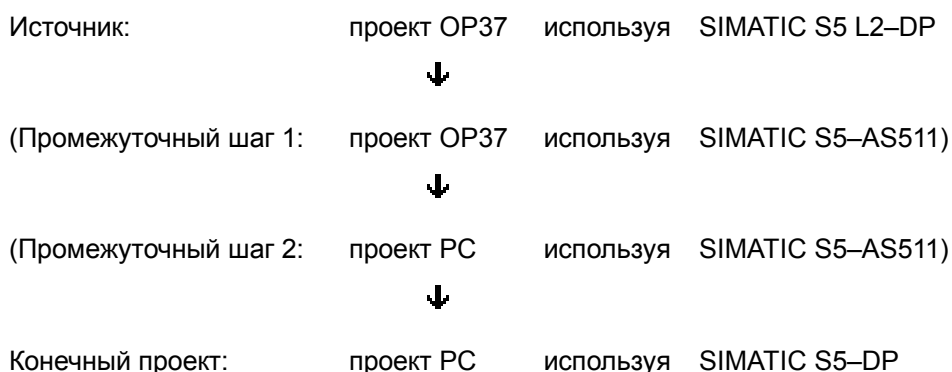 Источник: проект OP37 используя SIMATIC S5 L2–DP
(Промежуточный шаг 1: проект OP37 используя SIMATIC S5–AS511)
(Промежуточный шаг 2: проект PC используя SIMATIC S5–AS511)
Конечный проект: проект PC используя SIMATIC S5–DP